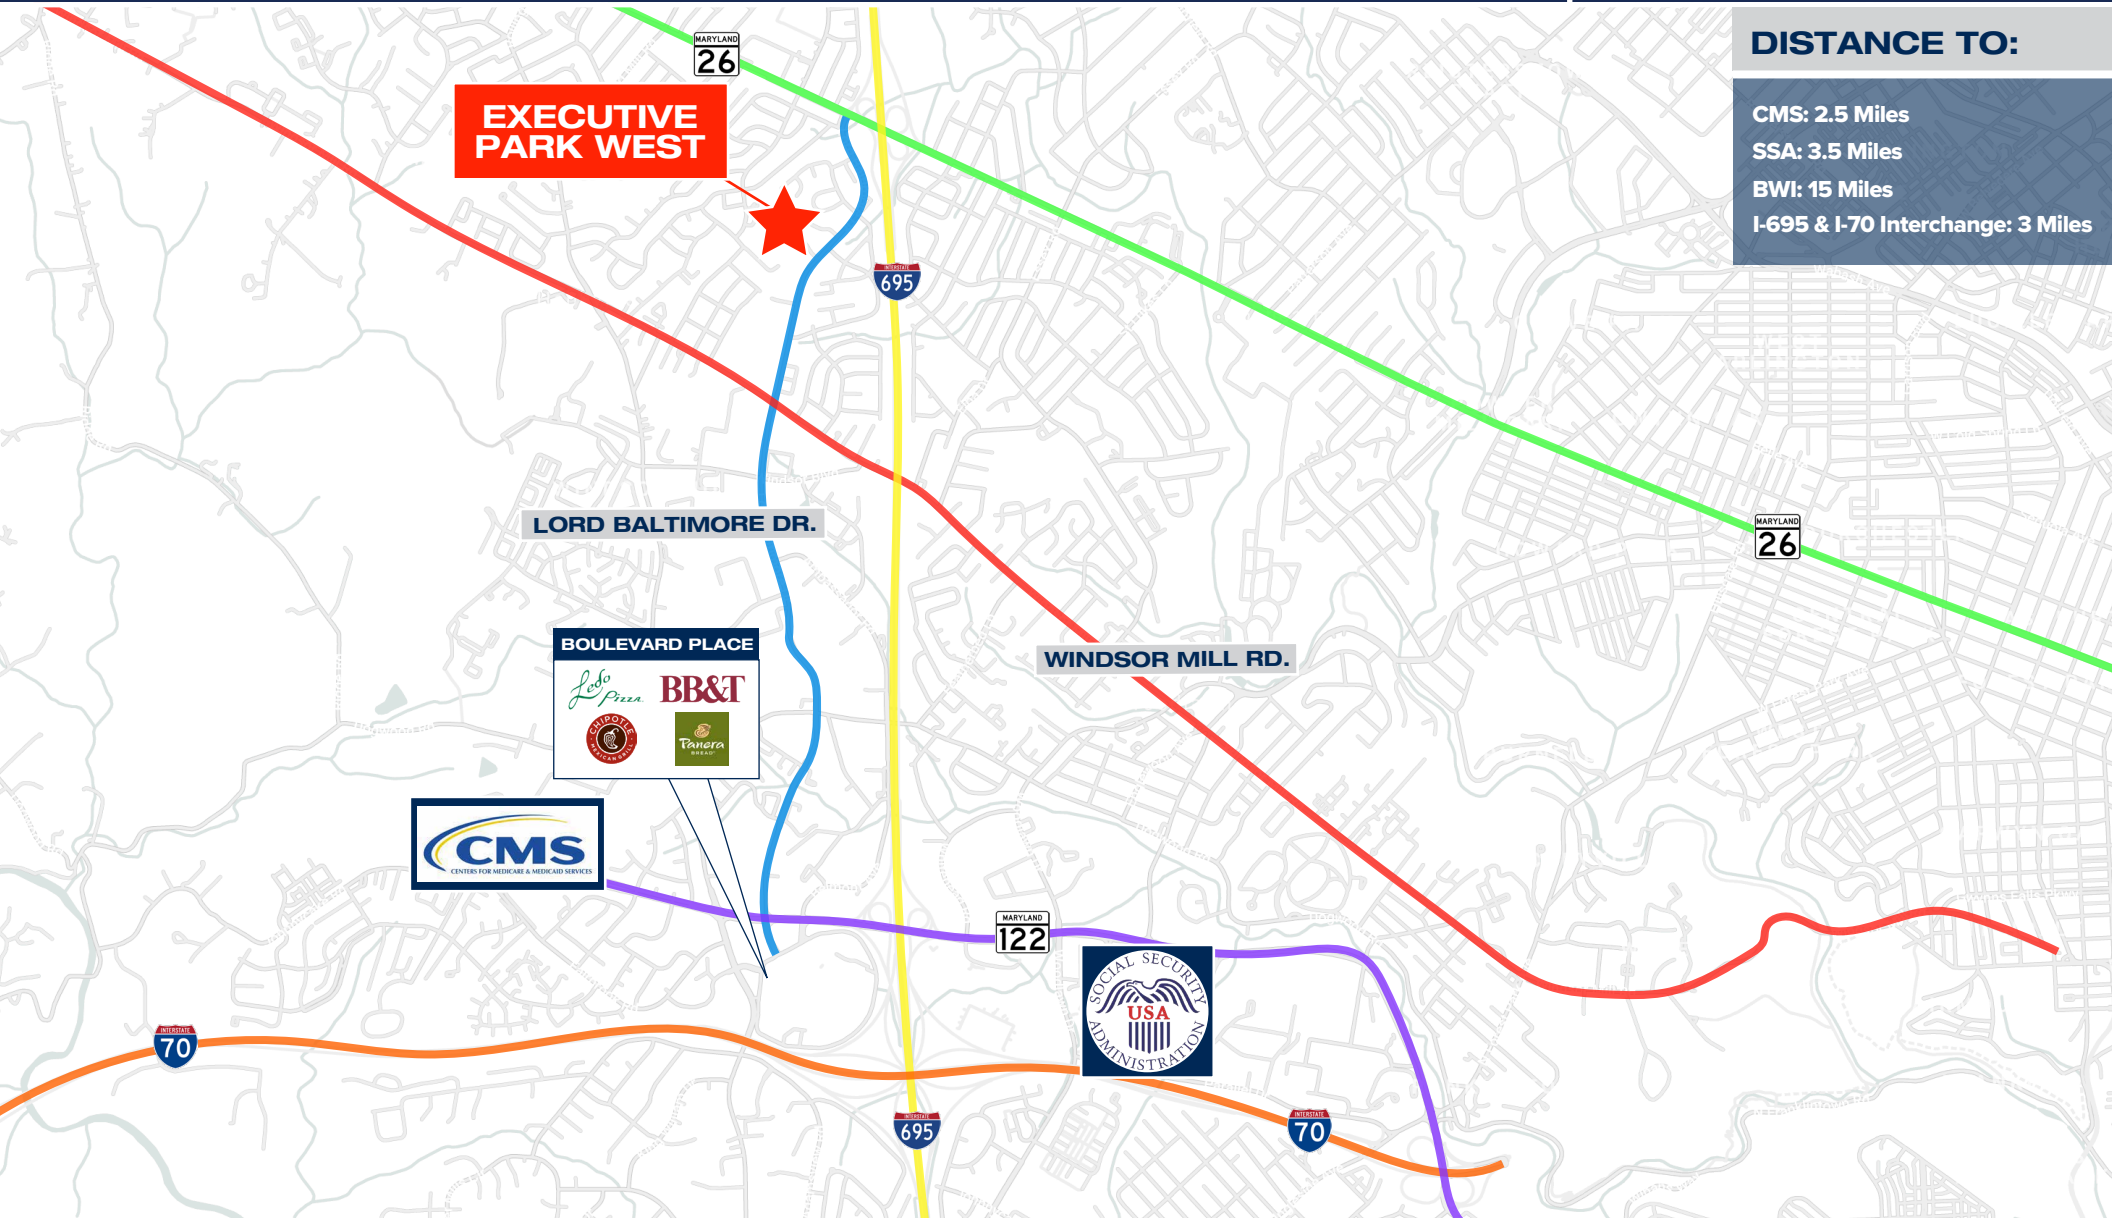 MARYLAND
26
EXECUTIVE
PARK WEST
DISTANCE TO:
CMS: 2.5 Miles
SSA: 3.5 Miles
BWI: 15 Miles
I-695 & I-70 Interchange: 3 Miles
INTERSTATE
695
LORD BALTIMORE DR.
MARYLAND
26
BOULEVARD PLACE
Ledo Pizza
BB&T
CHIPOTLE
MEXICAN GRILL
Panera
BREAD
WINDSOR MILL RD.
CMS
CENTERS FOR MEDICARE & MEDICAID SERVICES
MARYLAND
122
SOCIAL SECURITY
USA
ADMINISTRATION
INTERSTATE
70
INTERSTATE
695
INTERSTATE
70